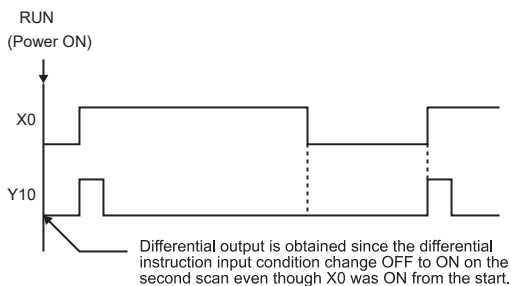 RUN
(Power ON)
X0
Y10
Differential output is obtained since the differential
instruction input condition change OFF to ON on the
second scan even though X0 was ON from the start.